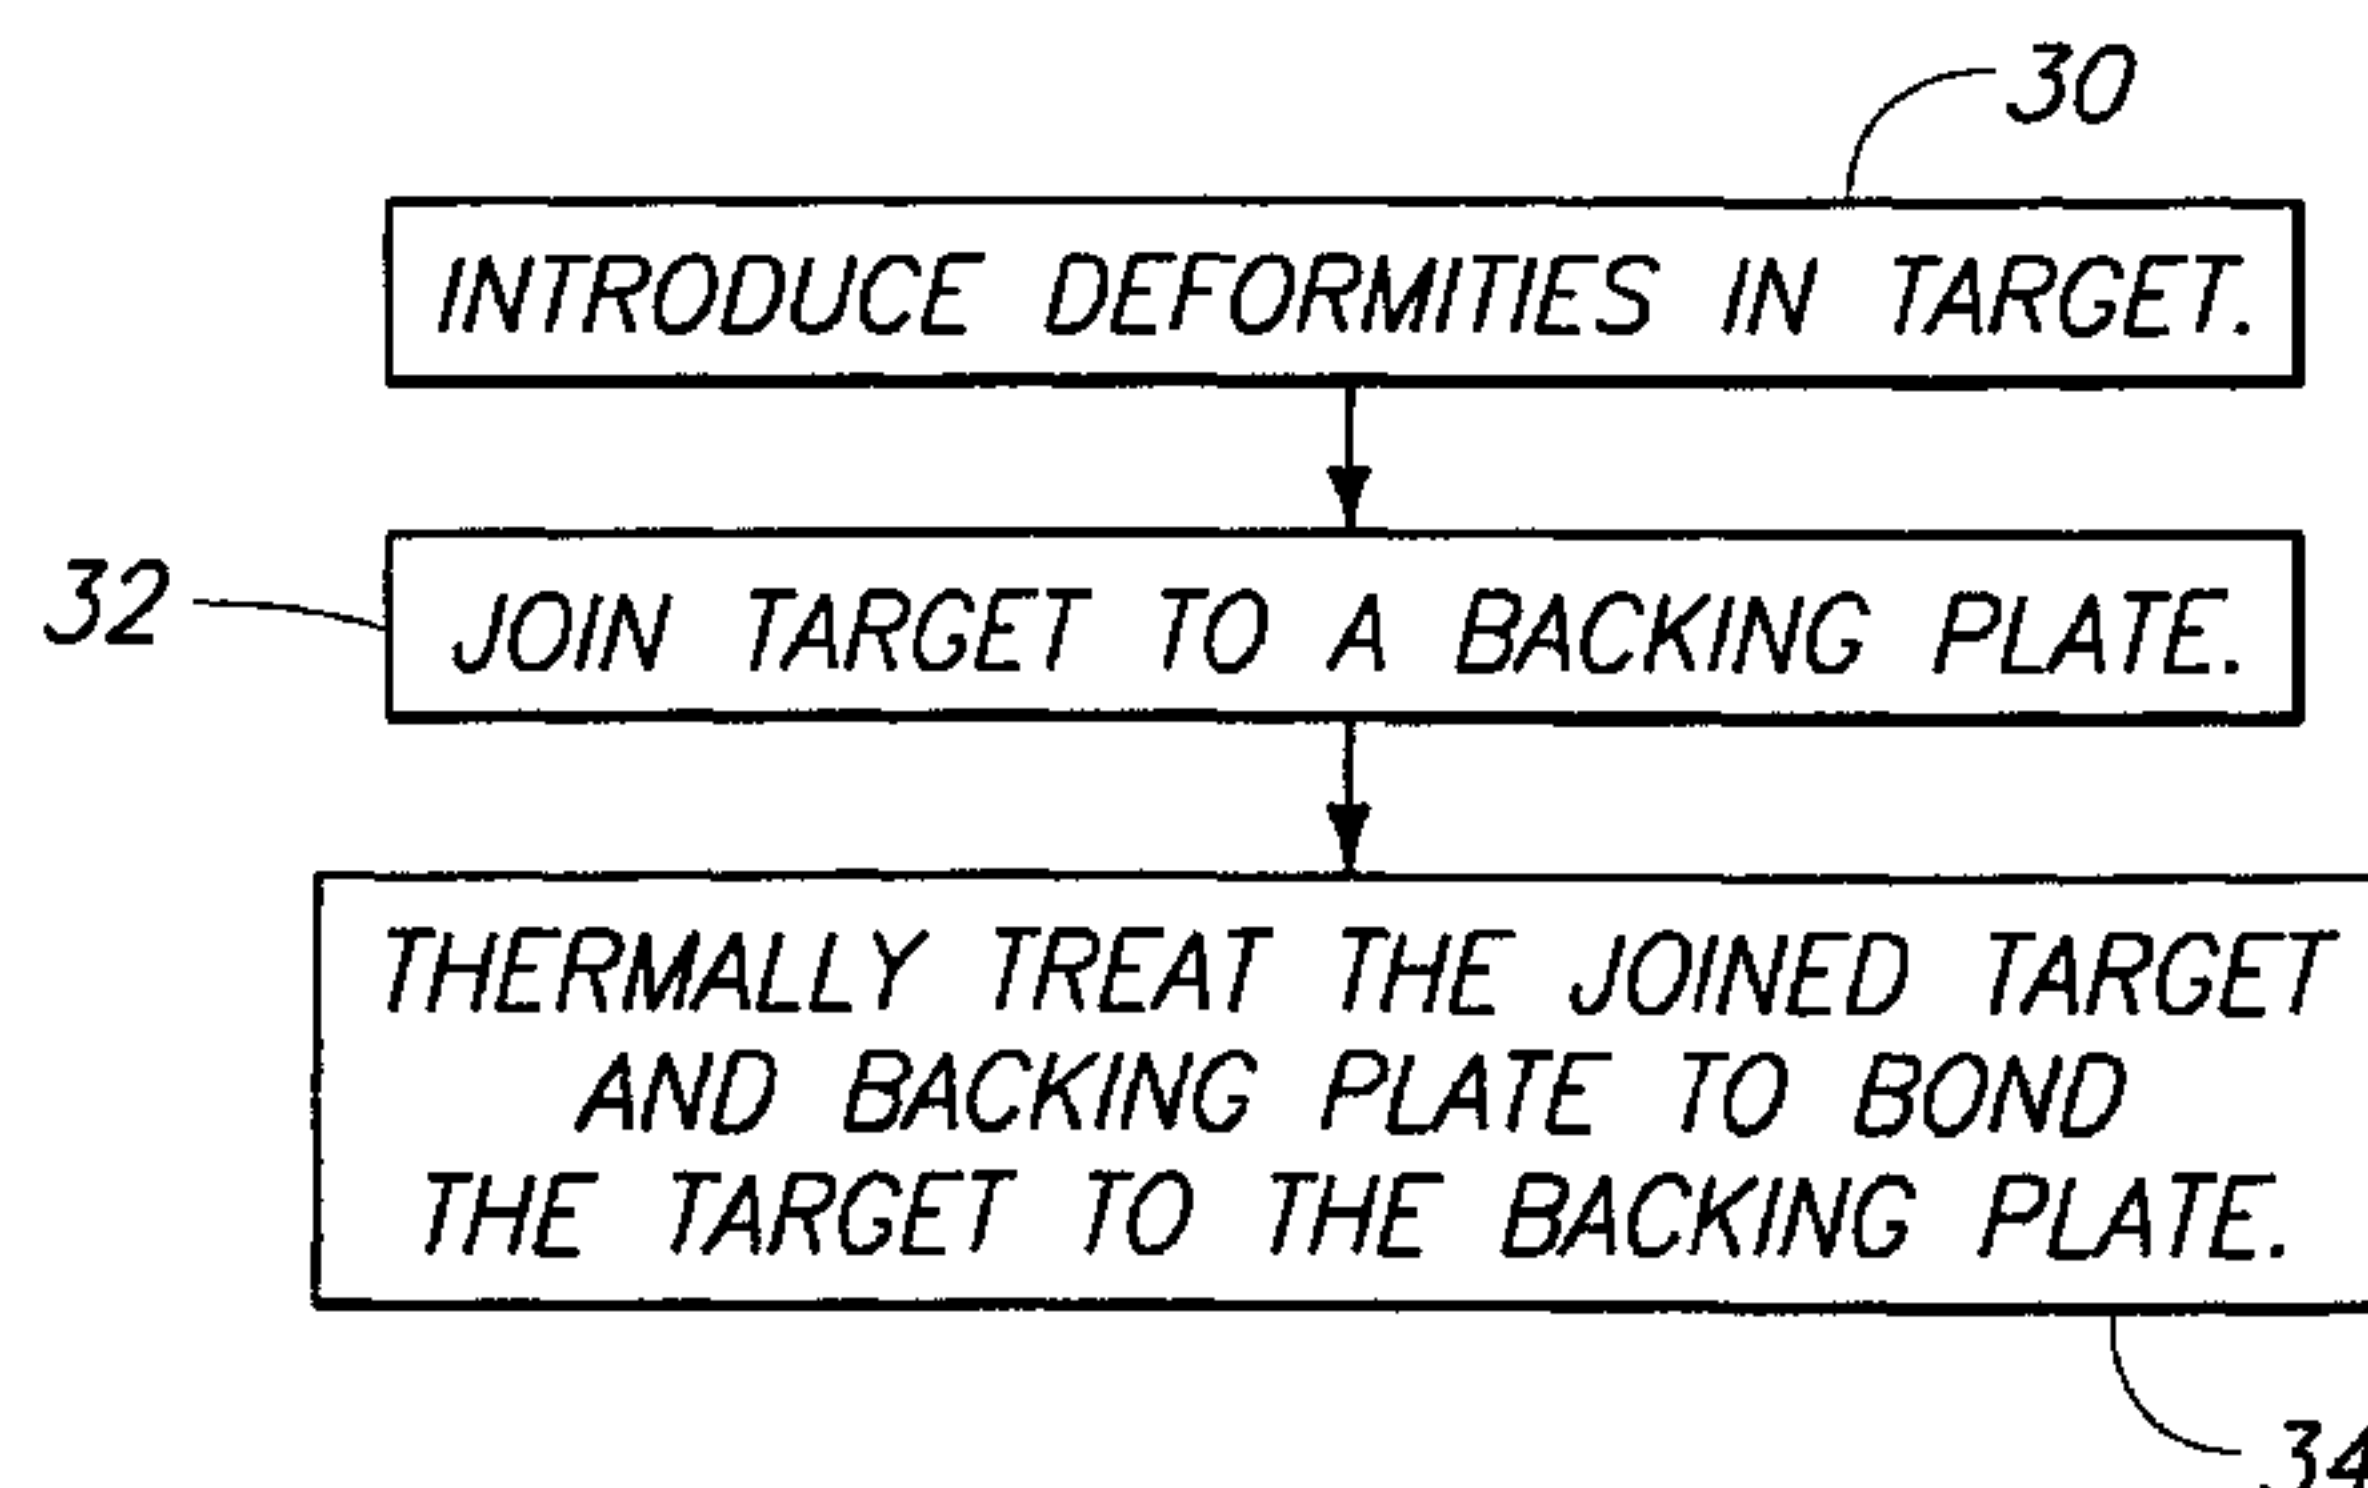 30
INTRODUCE DEFORMITIES IN TARGET.
32
JOIN TARGET TO A BACKING PLATE.
THERMALLY TREAT THE JOINED TARGET
AND BACKING PLATE TO BOND
THE TARGET TO THE BACKING PLATE.
34